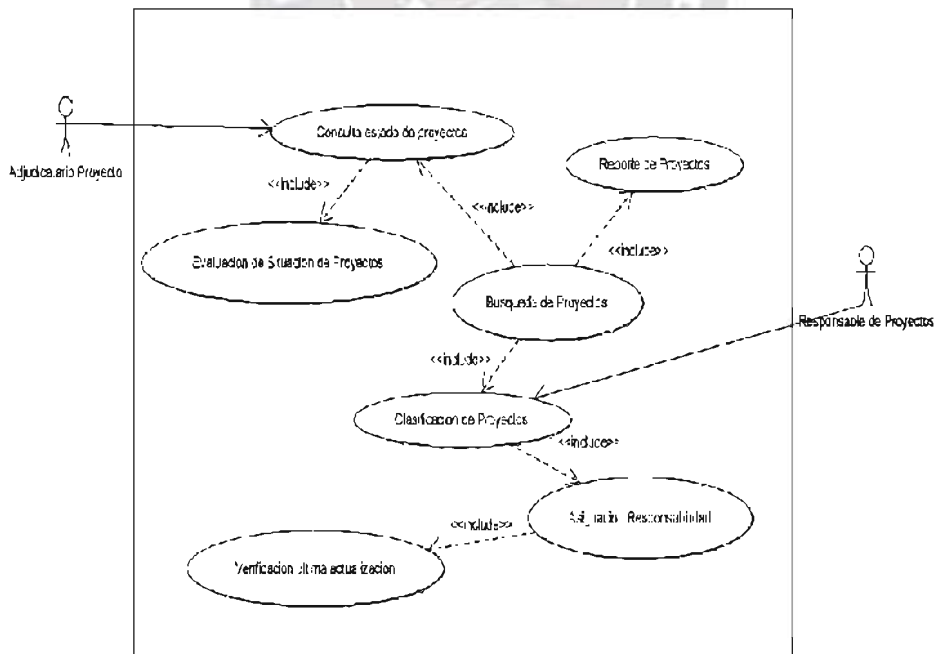 Consulta estado de proyectos
Adjudicatario Proyecto
Reporte de Proyectos
<<include>>
<<include>>
<<include>>
Evaluacion de Situacion de Proyectos
Busqueda de Proyectos
Responsable de Proyectos
<<include>>
Clasificacion de Proyectos
<<include>>
Responsabilidad
<<include>>
Verificacion ultima actualizacion